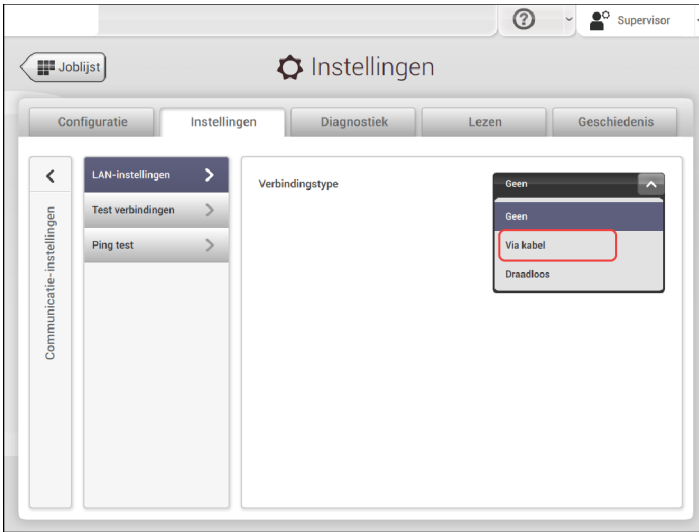 Supervisor
Joblijst
Instellingen
Configuratie
Instellingen
Diagnostiek
Lezen
Geschiedenis
Communicatie-instellingen
LAN-instellingen
Test verbindingen
Ping test
Verbindingstype
Geen
Geen
Via kabel
Draadloos